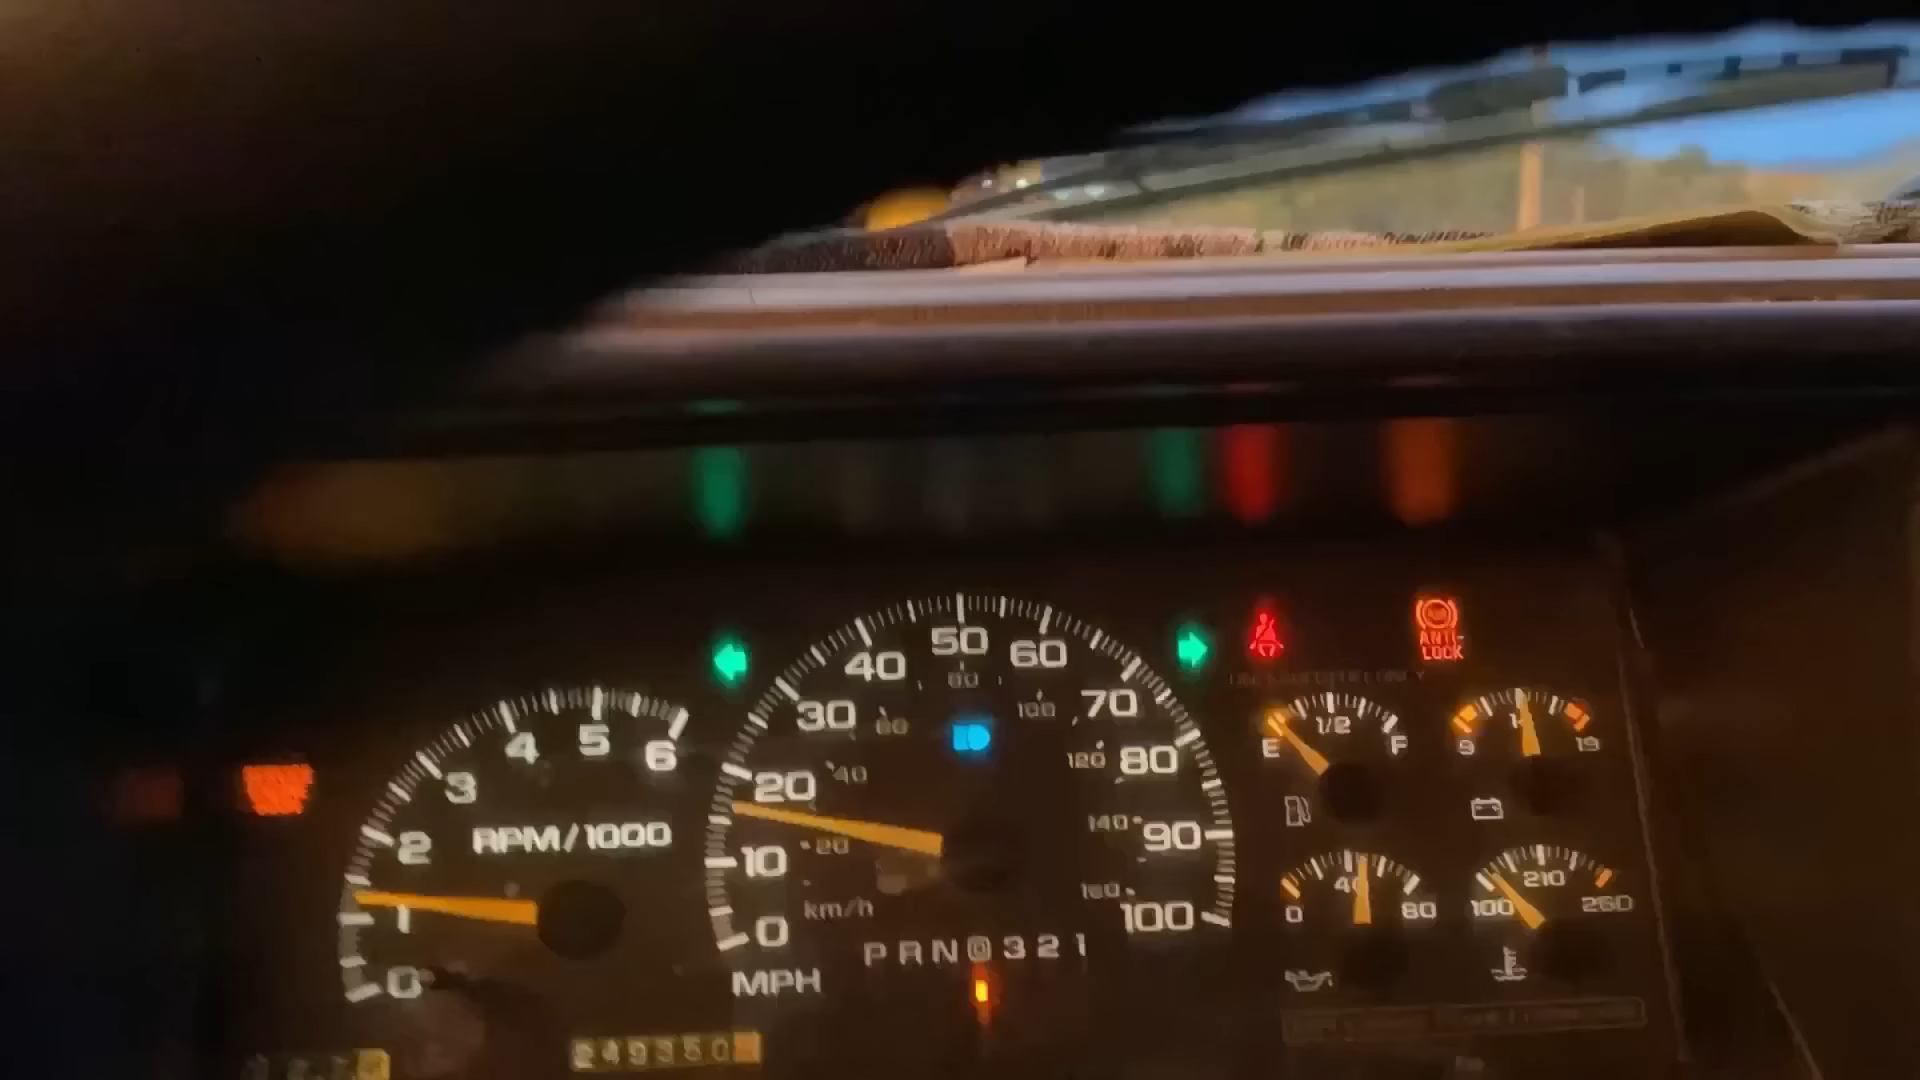 50
40 60
80
30 60 100 70
ANTI-
LOCK
20 40 120 80
4 5 6
3
2 RPM/1000
1
0
10 20 140 90
0 km/h 160 100
MPH
P R N D 3 2 1
E 1/2 F
9 19
0 40 80
100 210 260
249350